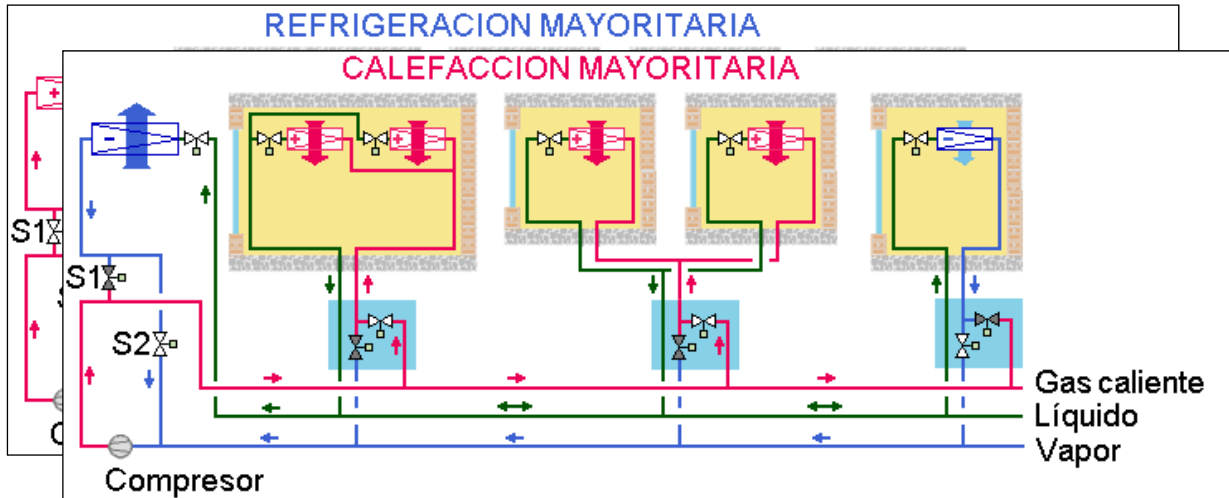 REFRIGERACION MAYORITARIA
CALEFACCION MAYORITARIA
S1
S1
S2
Gas caliente
Líquido
Vapor
Compresor